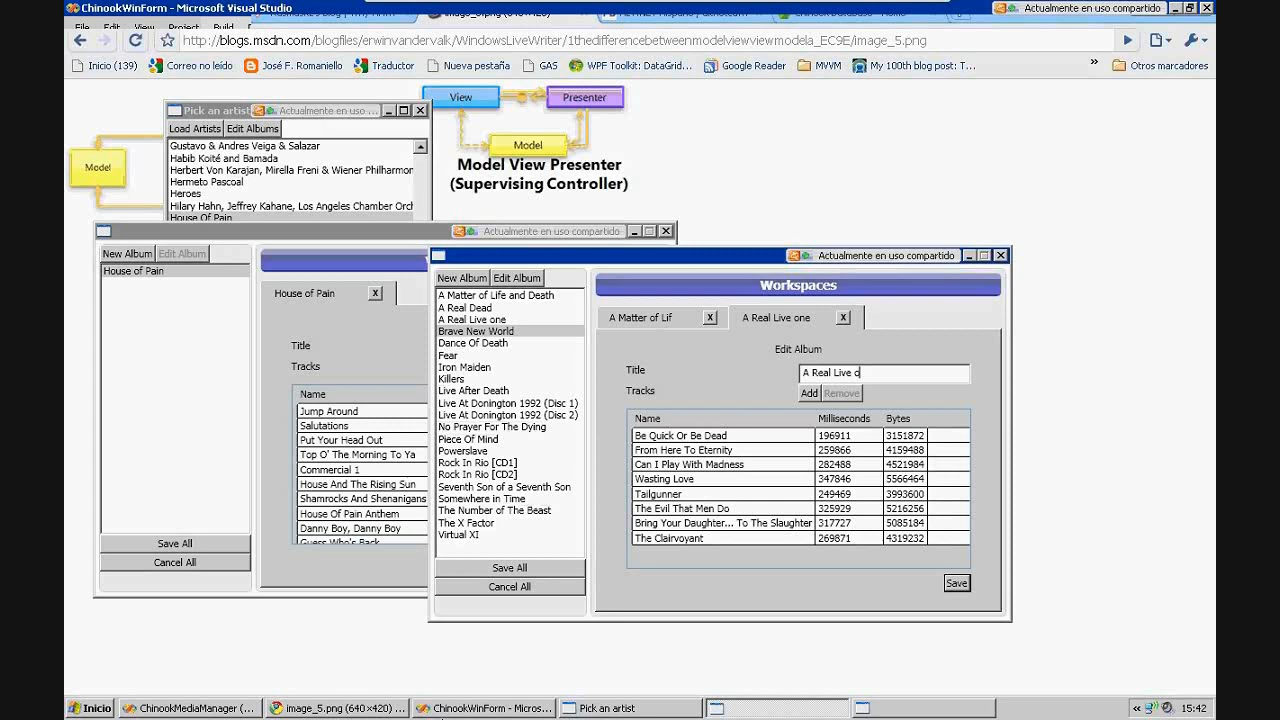 ChinookWinForm - Microsoft Visual Studio
Actualmente en uso compartido
http://blogs.msdn.com/blogfiles/erwinvandervalk/WindowsLiveWriter/1thedifferencebetweenmodelviewviewmodela_EC9E/image_5.png
Inicio (139)
Correo no leído
José F. Romaniello
Traductor
Nueva pestaña
GAS
WPF Toolkit: DataGrid...
Google Reader
MVVM
My 100th blog post: T...
»
Otros marcadores
View
Presenter
Model
Model View Presenter
(Supervising Controller)
Model
Pick an artist
Actualmente en uso ...
Load Artists
Edit Albums
Gustavo & Andres Veiga & Salazar
Habib Koité and Bamada
Herbert Von Karajan, Mirella Freni & Wiener Philharmon
Hermeto Pascoal
Heroes
Hilary Hahn, Jeffrey Kahane, Los Angeles Chamber Orch
House Of Pain
Actualmente en uso compartido
New Album
Edit Album
House of Pain
Save All
Cancel All
House of Pain
X
Title
Tracks
Name
Jump Around
Salutations
Put Your Head Out
Top O' The Morning To Ya
Commercial 1
House And The Rising Sun
Shamrocks And Shenanigans
House Of Pain Anthem
Danny Boy, Danny Boy
Guess Who's Back
Actualmente en uso compartido
New Album
Edit Album
A Matter of Life and Death
A Real Dead
A Real Live one
Brave New World
Dance Of Death
Fear
Iron Maiden
Killers
Live After Death
Live At Donington 1992 (Disc 1)
Live At Donington 1992 (Disc 2)
No Prayer For The Dying
Piece Of Mind
Powerslave
Rock In Rio [CD1]
Rock In Rio [CD2]
Seventh Son of a Seventh Son
Somewhere in Time
The Number of The Beast
The X Factor
Virtual XI
Save All
Cancel All
Workspaces
A Matter of Lif
X
A Real Live one
X
Edit Album
Title
A Real Live o
Tracks
Add
Remove
Name Milliseconds Bytes
Be Quick Or Be Dead 196911 3151872
From Here To Eternity 259866 4159488
Can I Play With Madness 282488 4521984
Wasting Love 347846 5566464
Tailgunner 249469 3993600
The Evil That Men Do 325929 5216256
Bring Your Daughter... To The Slaughter 317727 5085184
The Clairvoyant 269871 4319232
Save
Inicio
ChinookMediaManager (...
image_5.png (640×420) ...
ChinookWinForm - Micros...
Pick an artist
«
15:42